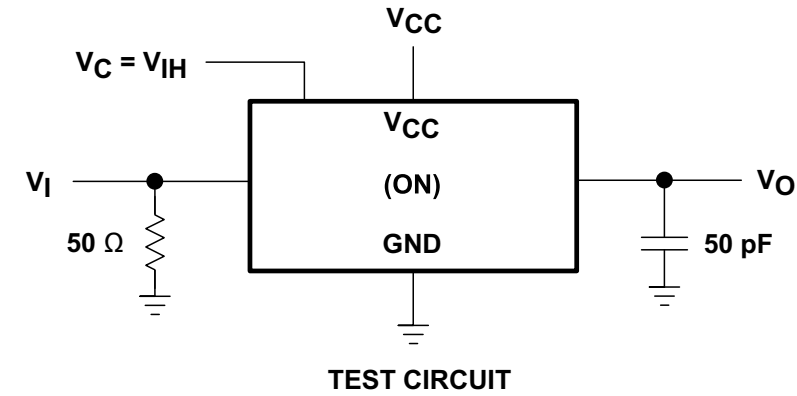 VCC
VC = VIH
VCC
VI
(ON)
VO
50 Ω
GND
50 pF
TEST CIRCUIT